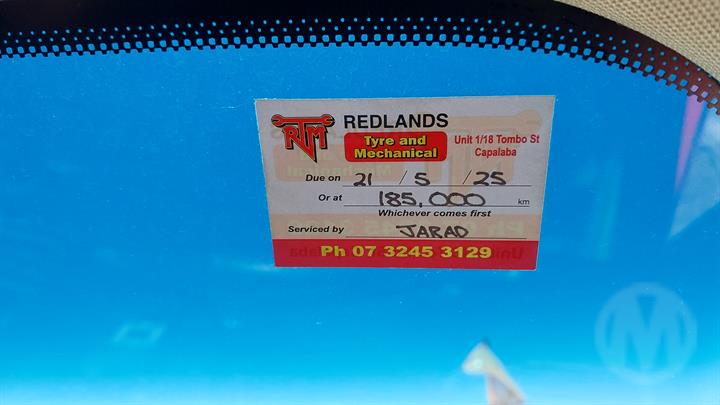 RTM
REDLANDS
Tyre and
Mechanical
Unit 1/18 Tombo St
Capalaba
Due on 21 / 5 / 25
Or at 185,000 km
Whichever comes first
Serviced by JARAD
Ph 07 3245 3129
M